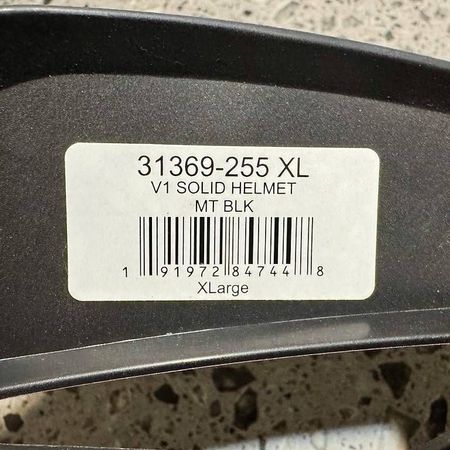 31369-255 XL
V1 SOLID HELMET
MT BLK
1 91972 84744 8
XLarge